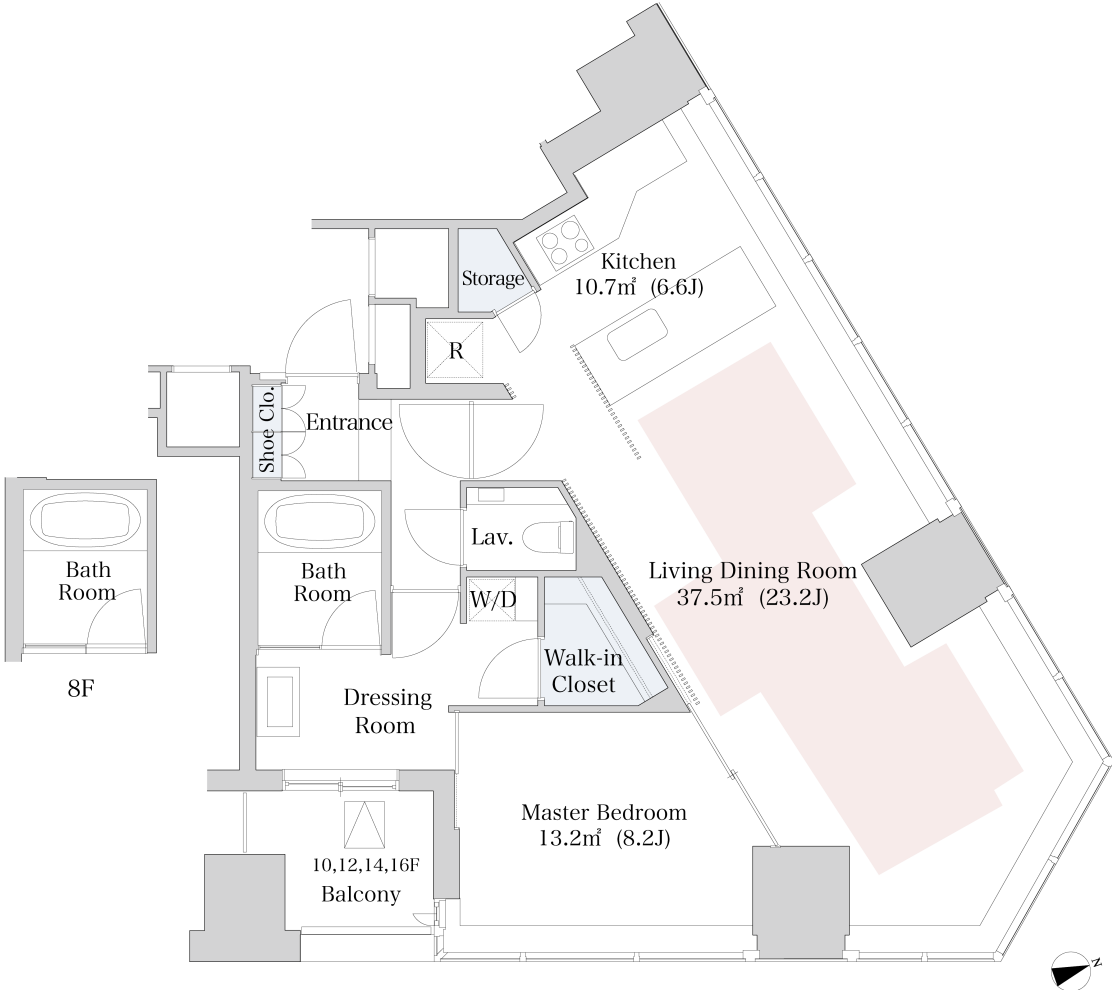 Kitchen
10.7㎡ (6.6J)
Storage
R
Shoe Clo.
Entrance
Lav.
Bath
Room
Bath
Room
8F
W/D
Living Dining Room
37.5㎡ (23.2J)
Walk-in
Closet
Dressing
Room
Master Bedroom
13.2㎡ (8.2J)
10,12,14,16F
Balcony
N